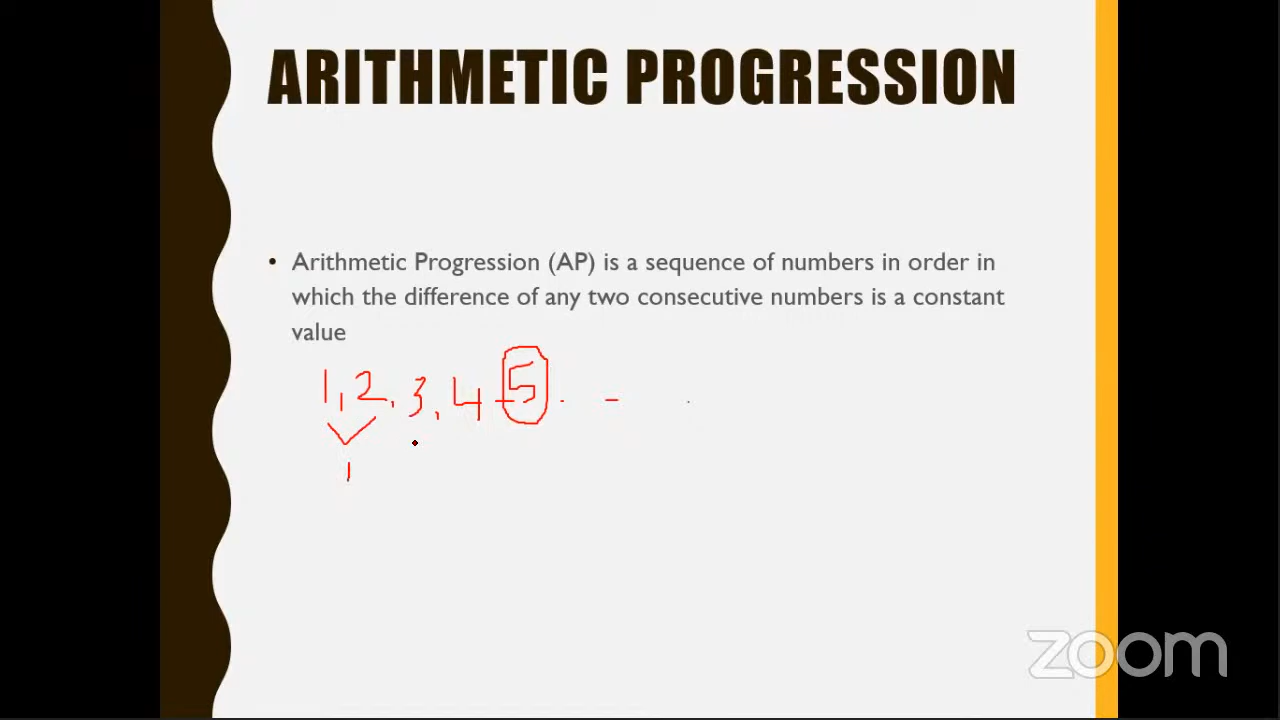 ARITHMETIC PROGRESSION
• Arithmetic Progression (AP) is a sequence of numbers in order in
which the difference of any two consecutive numbers is a constant
value
1, 2, 3, 4 5
1
zoom